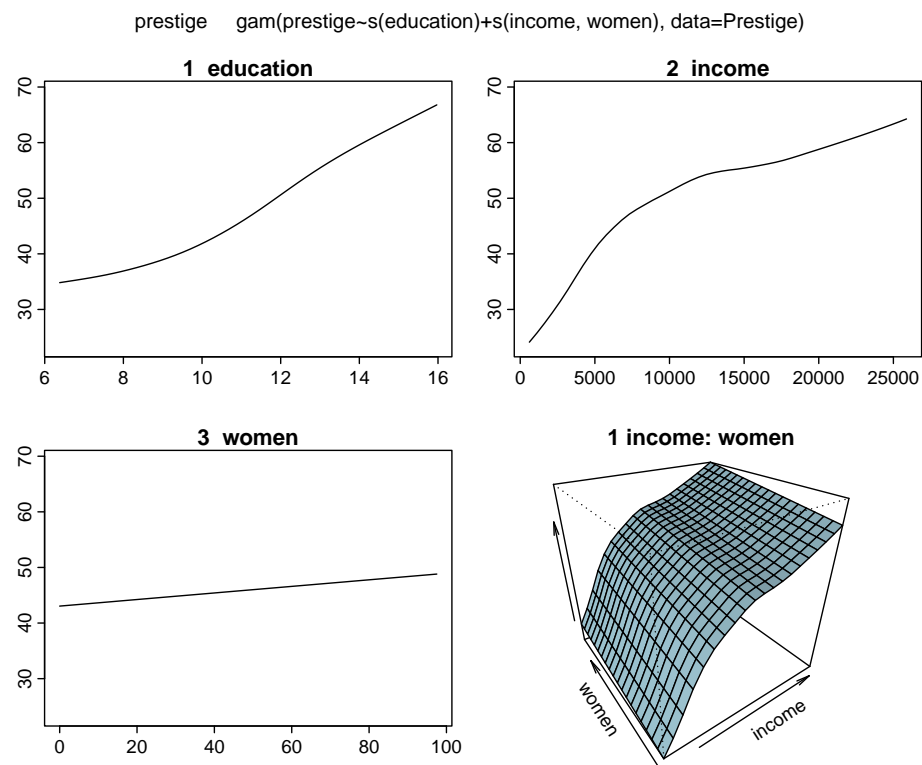 prestige gam(prestige~s(education)+s(income, women), data=Prestige)
1 education
70
60
50
40
30
6 8 10 12 14 16
2 income
70
60
50
40
30
0 5000 10000 15000 20000 25000
3 women
70
60
50
40
30
0 20 40 60 80 100
1 income: women
women
income